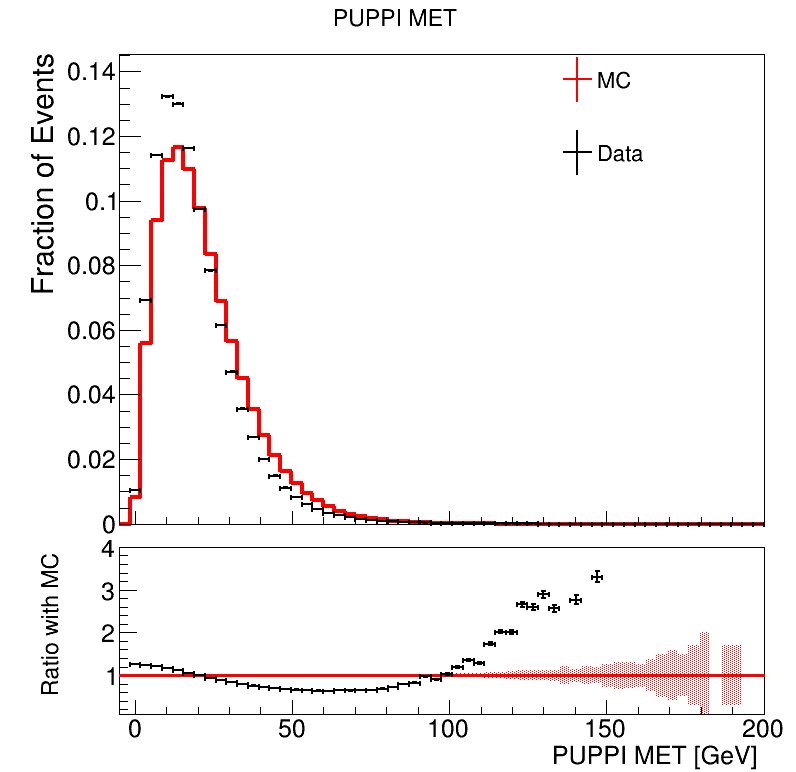 PUPPI MET
Fraction of Events
0.14
0.12
0.1
0.08
0.06
0.04
0.02
0
MC
Data
Ratio with MC
4
3
2
1
0 50 100 150 200
PUPPI MET [GeV]